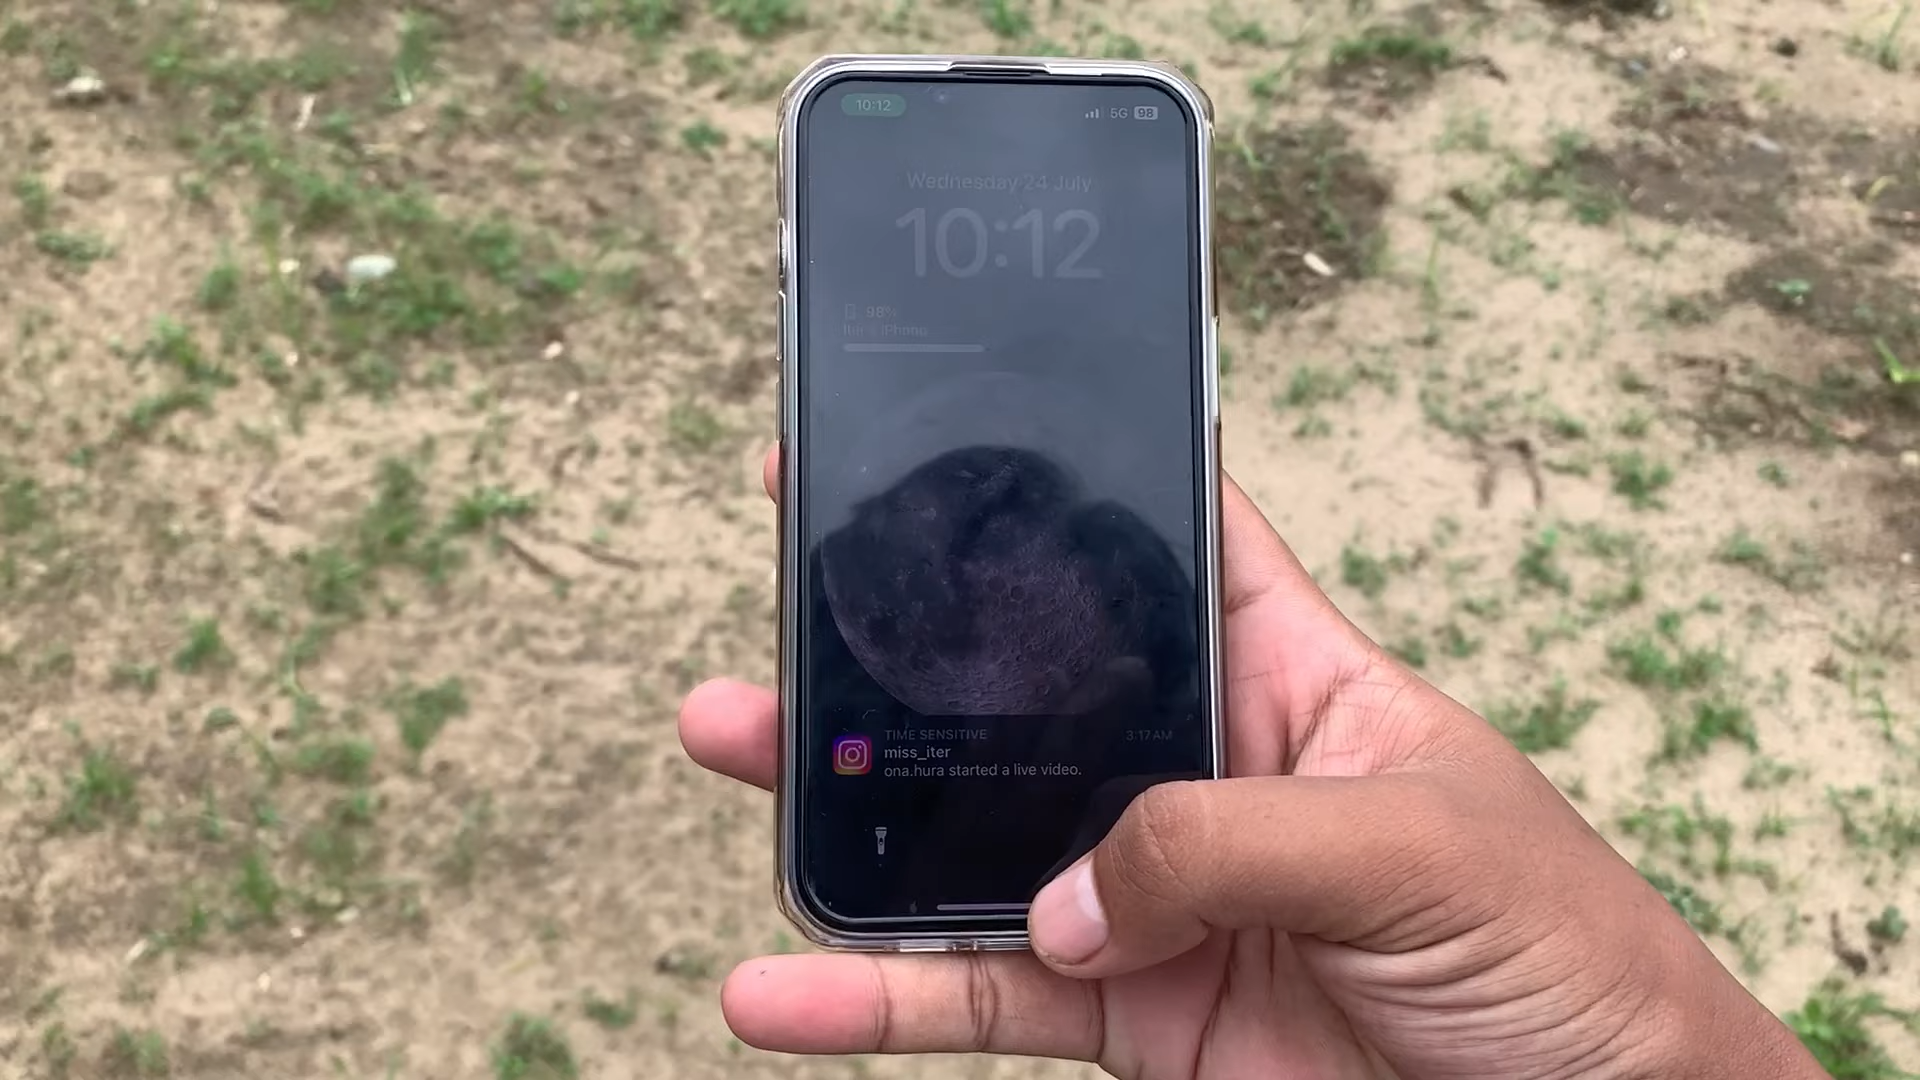 10:12
5G 98
Wednesday 24 July
10:12
98%
iPhone
TIME SENSITIVE 3:17 AM
miss_iter
ona.hura started a live video.